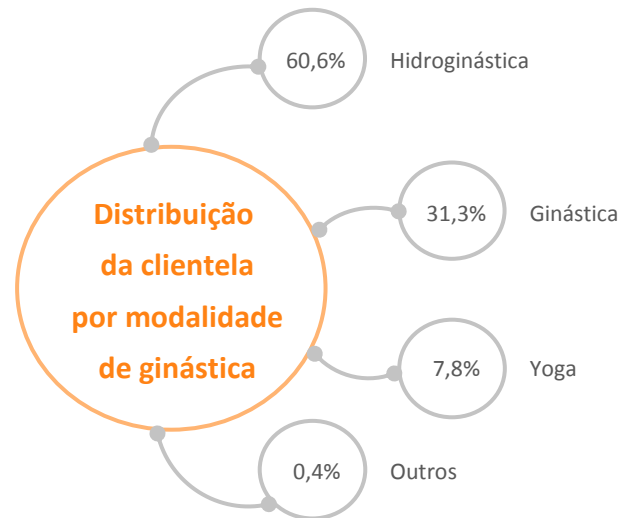 60,6% Hidroginástica
Distribuição
da clientela
por modalidade
de ginástica
31,3% Ginástica
7,8% Yoga
0,4% Outros